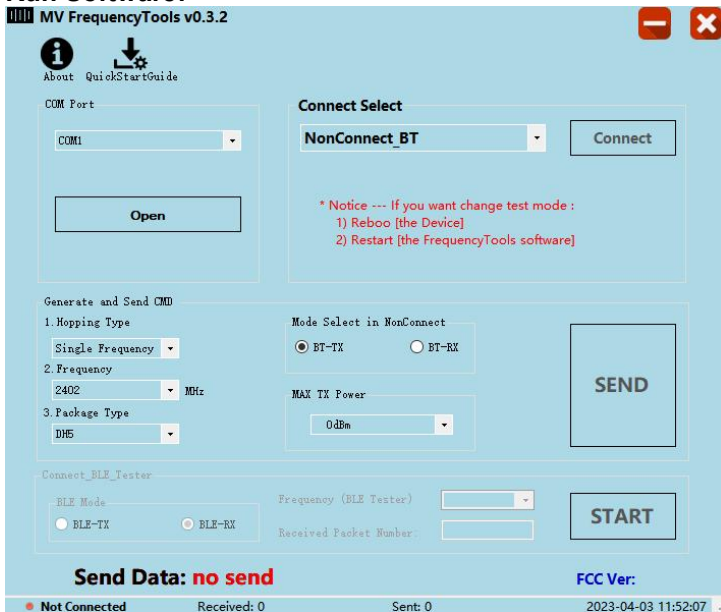 MV FrequencyTools v0.3.2
About QuickStartGuide
COM Port
COM1
Open
Connect Select
NonConnect_BT
Connect
* Notice --- If you want change test mode :
1) Reboo [the Device]
2) Restart [the FrequencyTools software]
Generate and Send CMD
1. Hopping Type
Single Frequency
2. Frequency
2402 MHz
3. Package Type
DH5
Mode Select in NonConnect
BT-TX BT-RX
MAX TX Power
0dBm
SEND
Connect_BLE_Tester
BLE Mode
BLE-TX BLE-RX
Frequency (BLE Tester)
Received Packet Number:
START
Send Data: no send
FCC Ver:
Not Connected Received: 0 Sent: 0 2023-04-03 11:52:07